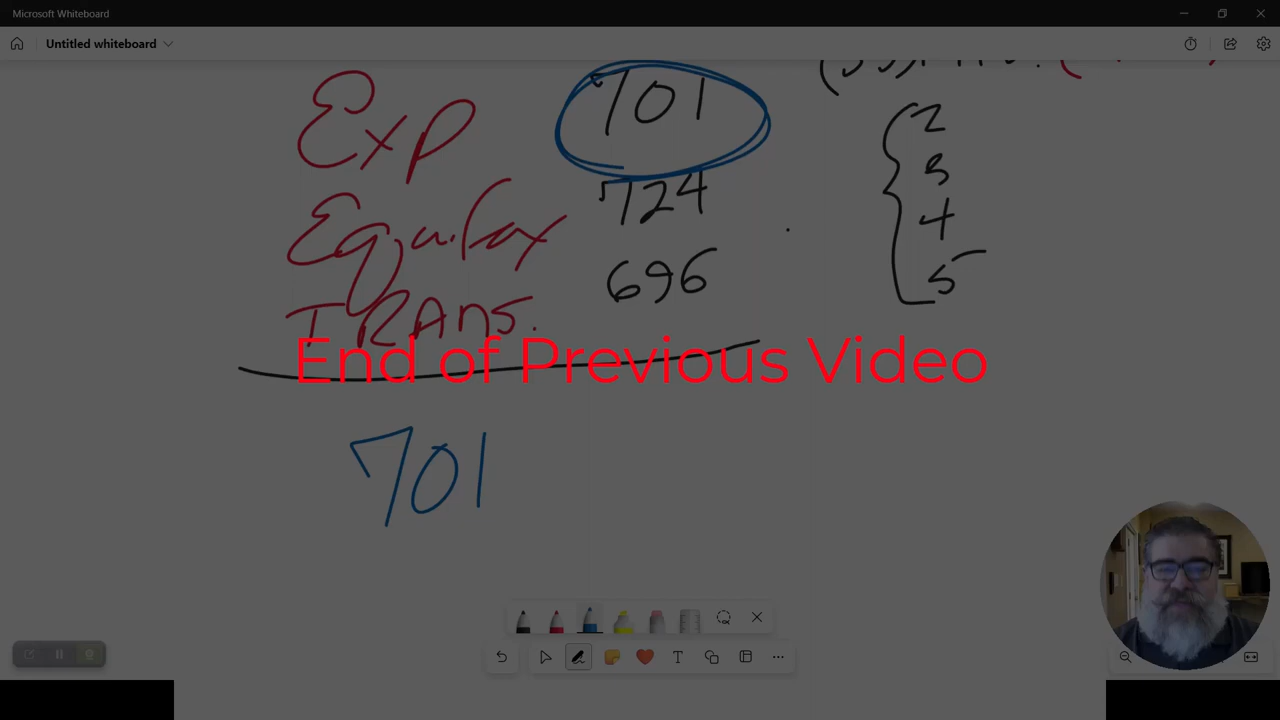 Microsoft Whiteboard
Untitled whiteboard
Exp 701
Equifax 724
TRANS. 696
2
3
4
5
End of Previous Video
701